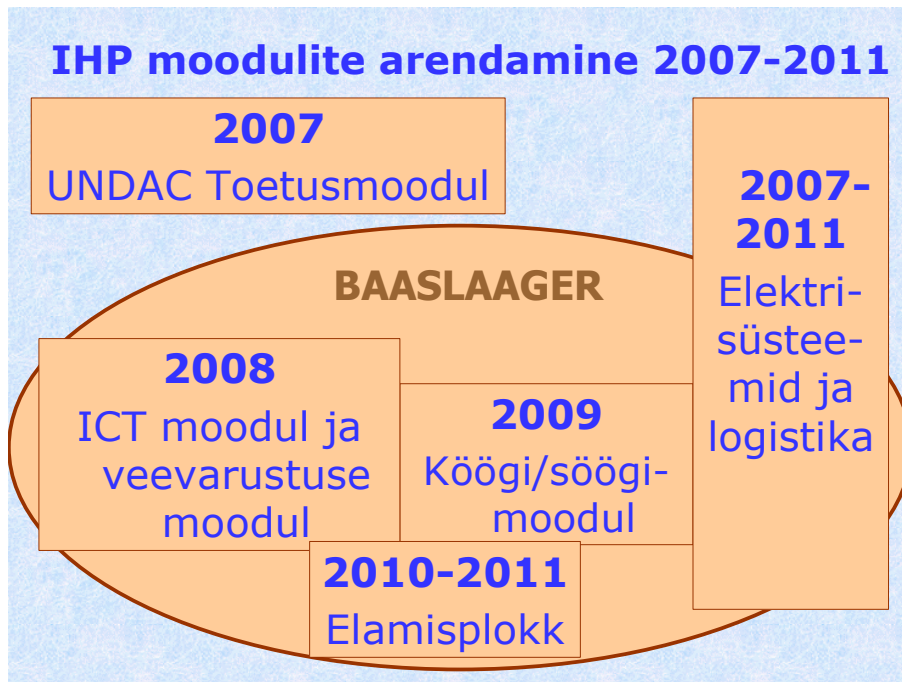 IHP moodulite arendamine 2007-2011
2007
UNDAC Toetusmoodul
2007-
2011
Elektri-
süstee-
mid ja
logistika
BAASLAAGER
2008
ICT moodul ja
veevarustuse
moodul
2009
Köögi/söögi-
moodul
2010-2011
Elamisplokk